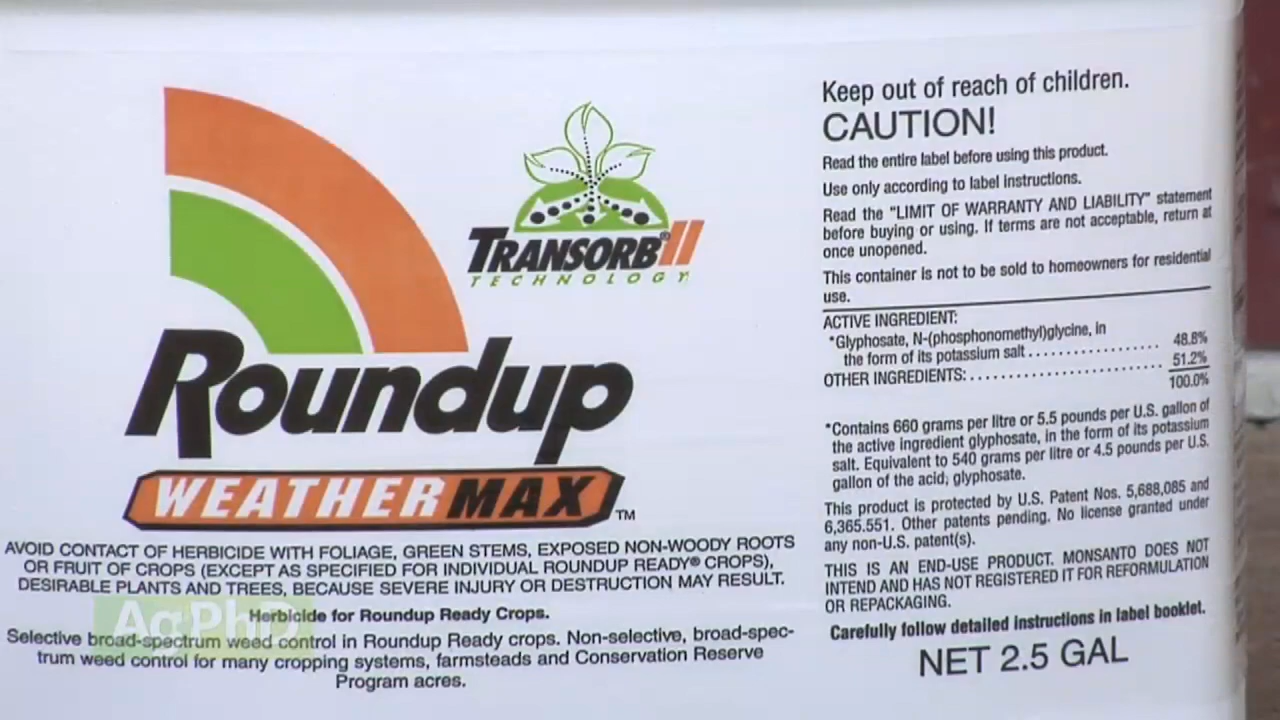 TRANSORB® II
TECHNOLOGY
Roundup
WEATHERMAX™
AVOID CONTACT OF HERBICIDE WITH FOLIAGE, GREEN STEMS, EXPOSED NON-WOODY ROOTS
OR FRUIT OF CROPS (EXCEPT AS SPECIFIED FOR INDIVIDUAL ROUNDUP READY® CROPS),
DESIRABLE PLANTS AND TREES, BECAUSE SEVERE INJURY OR DESTRUCTION MAY RESULT.
Herbicide for Roundup Ready Crops.
Selective broad-spectrum weed control in Roundup Ready crops. Non-selective, broad-spec-
trum weed control for many cropping systems, farmsteads and Conservation Reserve
Program acres.
AgPhD
Keep out of reach of children.
CAUTION!
Read the entire label before using this product.
Use only according to label instructions.
Read the "LIMIT OF WARRANTY AND LIABILITY" statement
before buying or using. If terms are not acceptable, return at
once unopened.
This container is not to be sold to homeowners for residential
use.
ACTIVE INGREDIENT:
*Glyphosate, N-(phosphonomethyl)glycine, in
the form of its potassium salt . . . . . . . . . . . . . . . . . . . 48.8%
OTHER INGREDIENTS: . . . . . . . . . . . . . . . . . . . . . . . . . 51.2%
100.0%
*Contains 660 grams per litre or 5.5 pounds per U.S. gallon of
the active ingredient glyphosate, in the form of its potassium
salt. Equivalent to 540 grams per litre or 4.5 pounds per U.S.
gallon of the acid, glyphosate.
This product is protected by U.S. Patent Nos. 5,688,085 and
6,365.551. Other patents pending. No license granted under
any non-U.S. patent(s).
THIS IS AN END-USE PRODUCT. MONSANTO DOES NOT
INTEND AND HAS NOT REGISTERED IT FOR REFORMULATION
OR REPACKAGING.
Carefully follow detailed instructions in label booklet.
NET 2.5 GAL